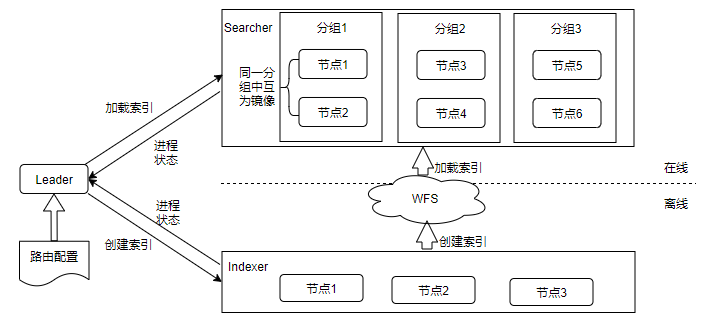 Searcher
分组1
分组2
分组3
节点1
节点3
节点5
同一分
组中互
为镜像
节点2
节点4
节点6
加载索引
进程
状态
加载索引
在线
Leader
WFS
离线
进程
状态
创建索引
创建索引
路由配置
Indexer
节点1
节点2
节点3